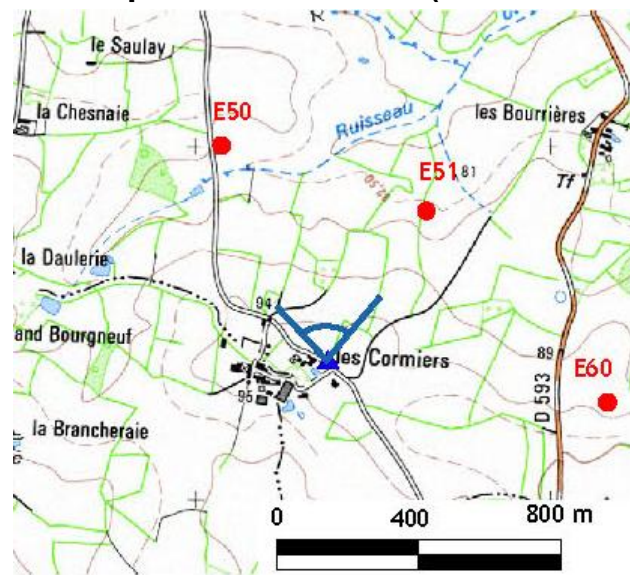 le Saulay
la Chesnaie
E50
Ruisseau
les Bourrières
E51
81
Tf
la Daulerie
94
and Bourgneuf
les Cormiers
89
E60
D 593
95
la Brancheraie
0 400 800 m